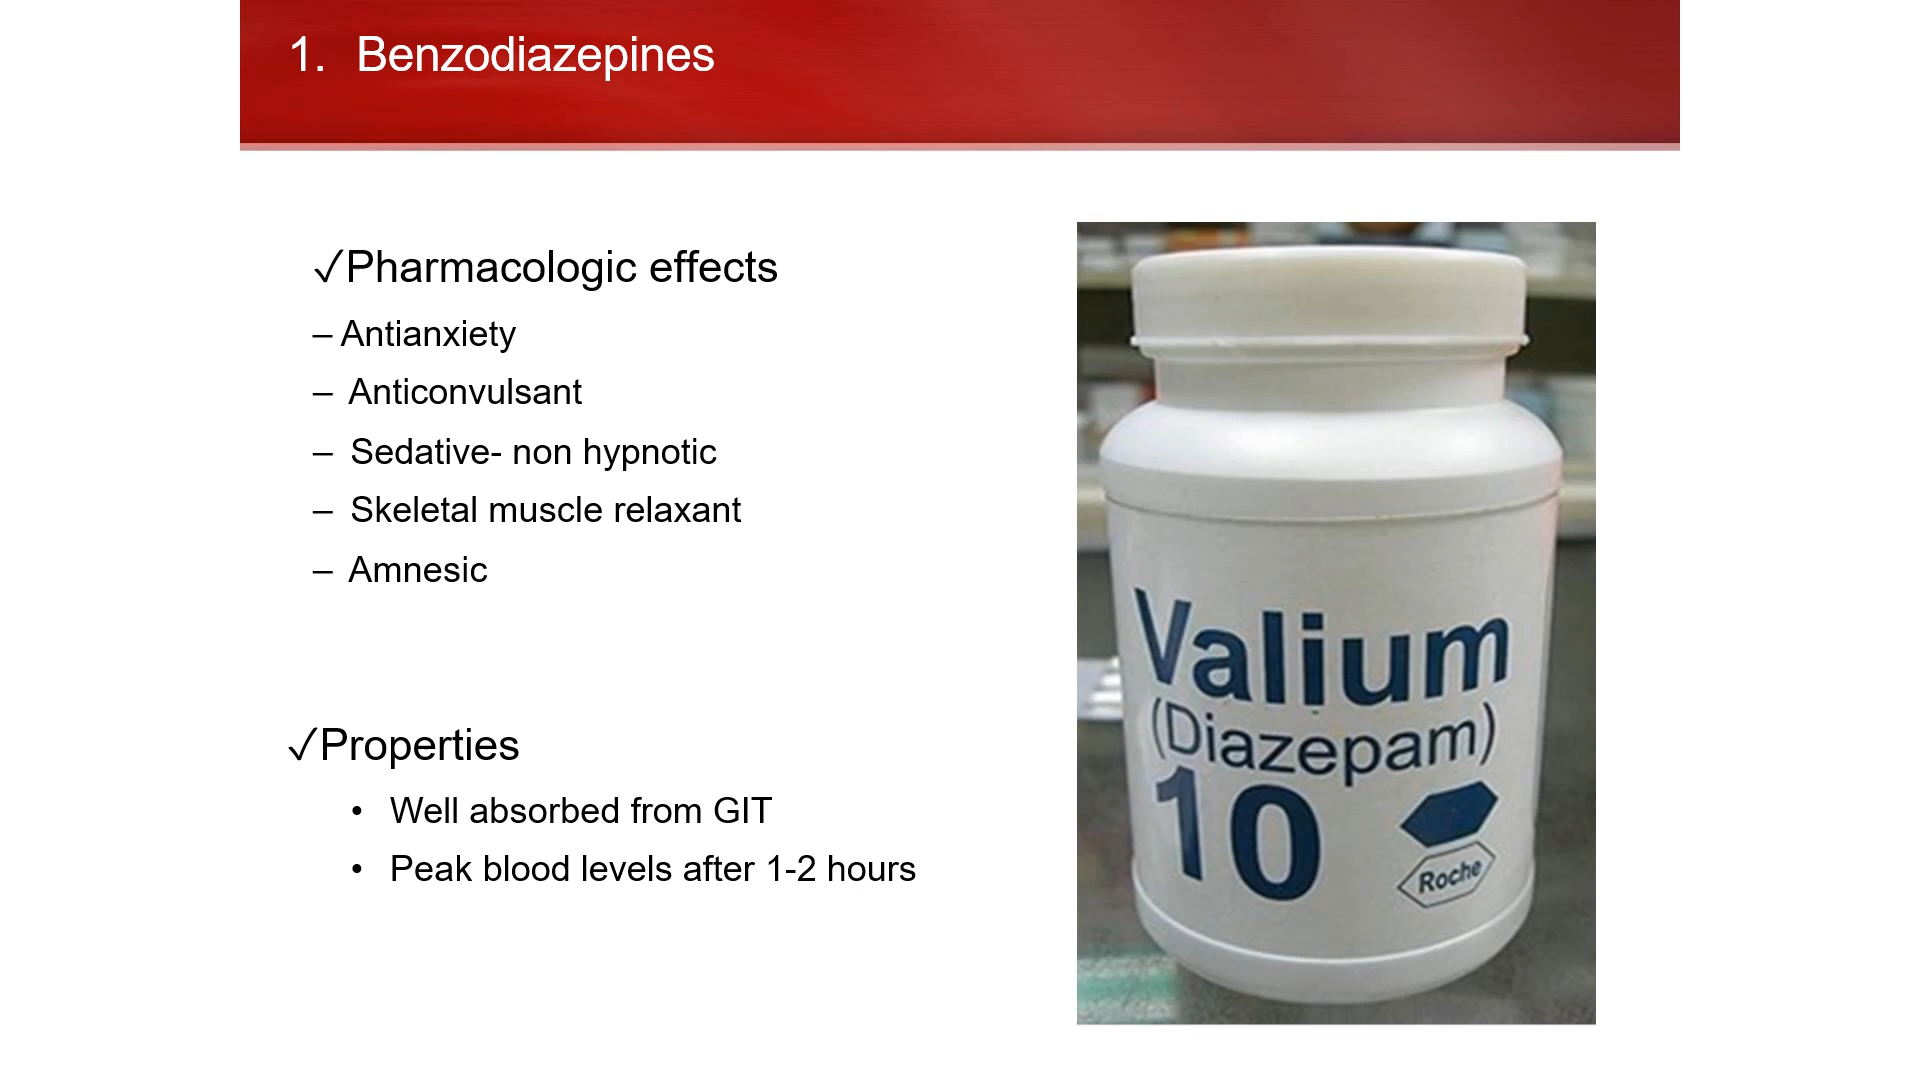 1. Benzodiazepines
✓Pharmacologic effects
– Antianxiety
– Anticonvulsant
– Sedative- non hypnotic
– Skeletal muscle relaxant
– Amnesic
✓Properties
• Well absorbed from GIT
• Peak blood levels after 1-2 hours
Valium
(Diazepam)
10
Roche